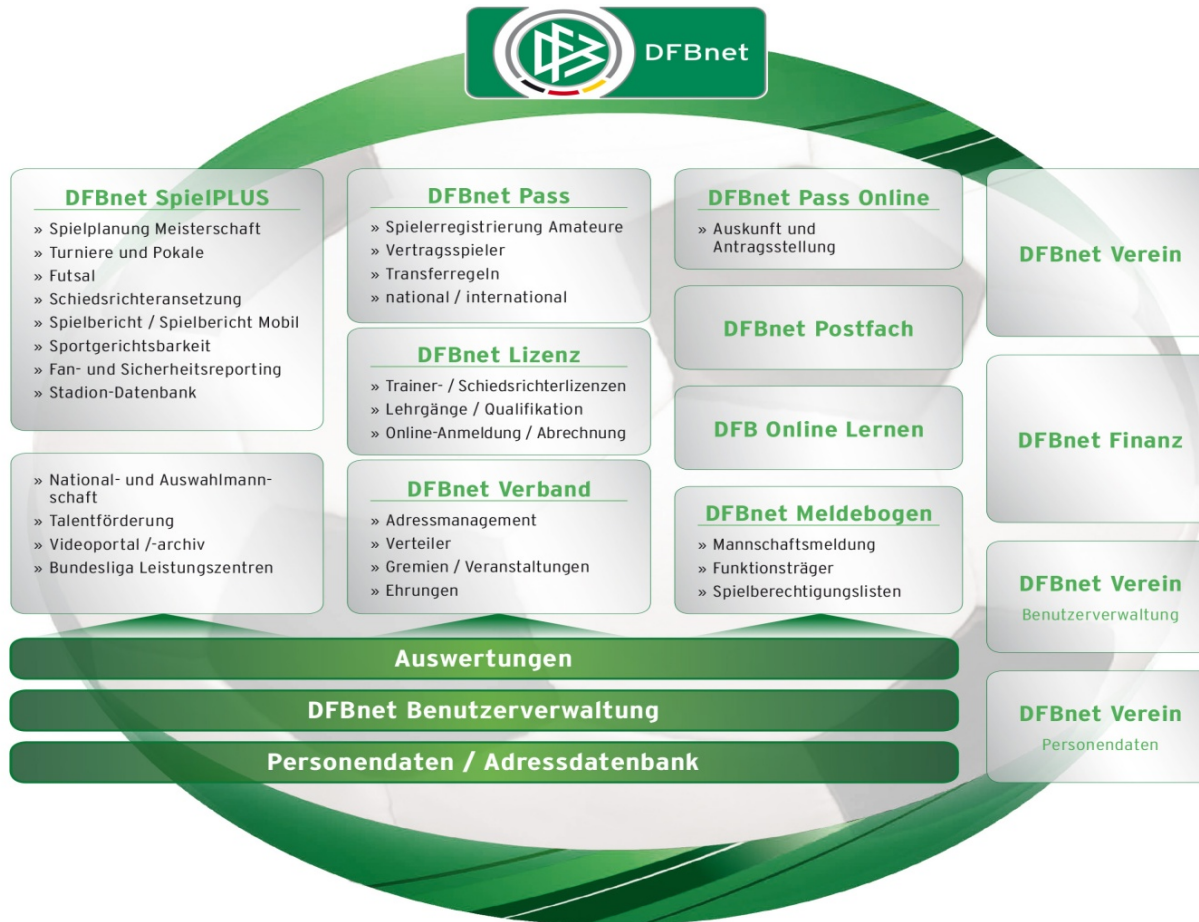 DFB DFBnet
DFBnet SpielPLUS
» Spielplanung Meisterschaft
» Turniere und Pokale
» Futsal
» Schiedsrichteransetzung
» Spielbericht / Spielbericht Mobil
» Sportgerichtsbarkeit
» Fan- und Sicherheitsreporting
» Stadion-Datenbank
» National- und Auswahlmann-
schaft
» Talentförderung
» Videoportal /-archiv
» Bundesliga Leistungszentren
DFBnet Pass
» Spielerregistrierung Amateure
» Vertragsspieler
» Transferregeln
» national / international
DFBnet Lizenz
» Trainer- / Schiedsrichterlizenzen
» Lehrgänge / Qualifikation
» Online-Anmeldung / Abrechnung
DFBnet Verband
» Adressmanagement
» Verteiler
» Gremien / Veranstaltungen
» Ehrungen
DFBnet Pass Online
» Auskunft und
Antragsstellung
DFBnet Postfach
DFB Online Lernen
DFBnet Meldebogen
» Mannschaftsmeldung
» Funktionsträger
» Spielberechtigungslisten
DFBnet Verein
DFBnet Finanz
DFBnet Verein
Benutzerverwaltung
DFBnet Verein
Personendaten
Auswertungen
DFBnet Benutzerverwaltung
Personendaten / Adressdatenbank